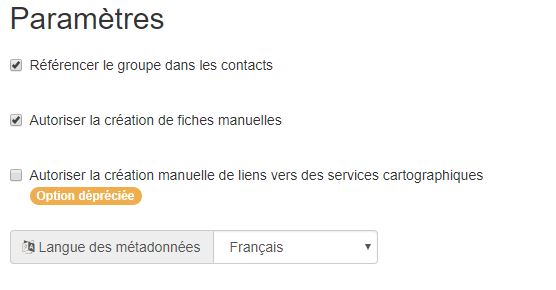 Paramètres
Référencer le groupe dans les contacts
Autoriser la création de fiches manuelles
Autoriser la création manuelle de liens vers des services cartographiques
Option dépréciée
Langue des métadonnées Français